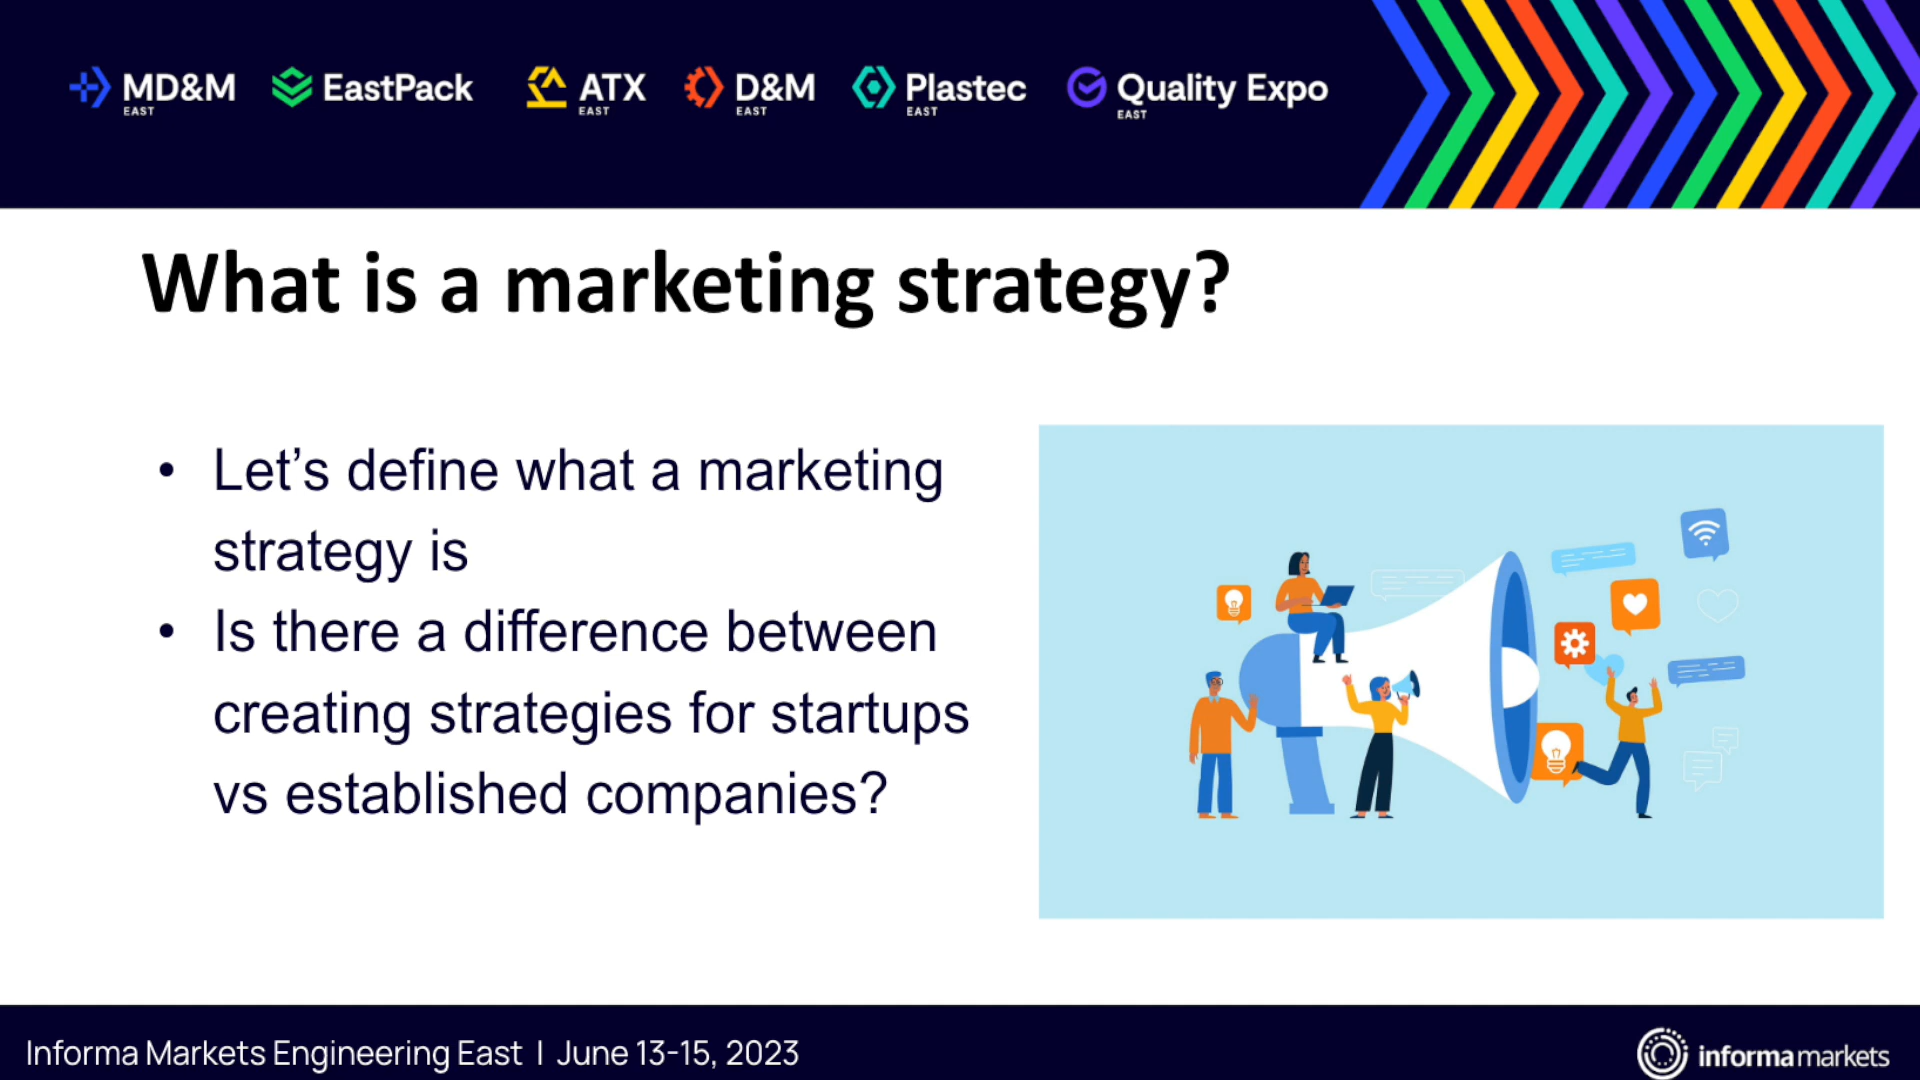 MD&M
EAST
EastPack
ATX
EAST
D&M
EAST
Plastec
EAST
Quality Expo
EAST
What is a marketing strategy?
• Let’s define what a marketing
strategy is
• Is there a difference between
creating strategies for startups
vs established companies?
Informa Markets Engineering East | June 13-15, 2023
informa markets